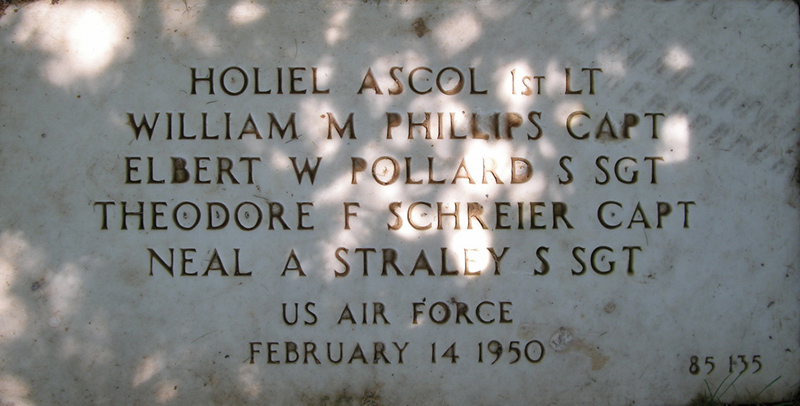 HOLIEL ASCOL 1ST LT
WILLIAM M PHILLIPS CAPT
ELBERT W POLLARD S SGT
THEODORE F SCHREIER CAPT
NEAL A STRALEY S SGT
US AIR FORCE
FEBRUARY 14 1950
85 135